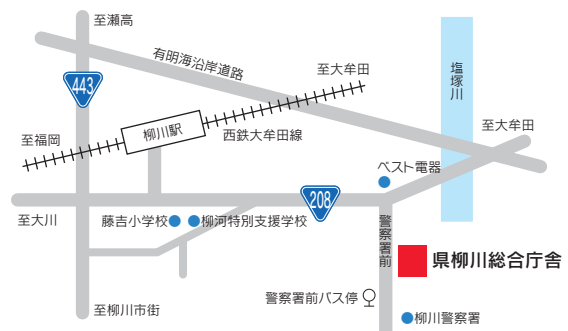 至瀬高
有明海沿岸道路
443
至大牟田
塩塚川
至福岡
柳川駅
西鉄大牟田線
至大牟田
ベスト電器
208
至大川
藤吉小学校
柳河特別支援学校
警察署前
県柳川総合庁舎
警察署前バス停
至柳川市街
柳川警察署